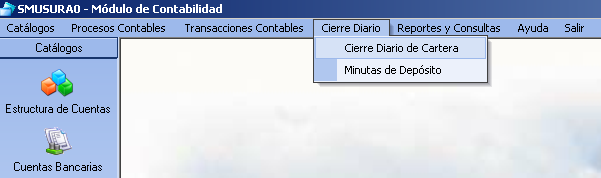 SMUSURA0 - Módulo de Contabilidad
Catálogos Procesos Contables Transacciones Contables Cierre Diario Reportes y Consultas Ayuda Salir
Catálogos
Cierre Diario de Cartera
Minutas de Depósito
Estructura de Cuentas
Cuentas Bancarias